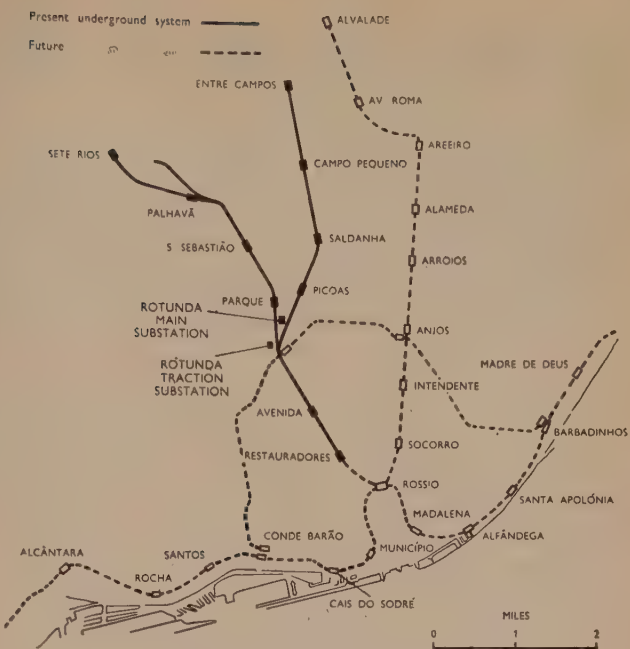 Present underground system
Future
ALVALADE
ENTRE CAMPOS
AV ROMA
AREEIRO
SETE RIOS
CAMPO PEQUENO
PALHAVÃ
ALAMEDA
S SEBASTIÃO
SALDANHA
ARROIOS
PARQUE
PICOAS
ROTUNDA
MAIN
SUBSTATION
ANJOS
ROTUNDA
TRACTION
SUBSTATION
MADRE DE DEUS
INTENDENTE
AVENIDA
BARBADINHOS
RESTAURADORES
SOCORRO
ROSSIO
SANTA APOLÓNIA
MADALENA
CONDE BARÃO
ALFÂNDEGA
ALCÂNTARA
SANTOS
MUNICÍPIO
ROCHA
CAIS DO SODRÉ
MILES
0 1 2